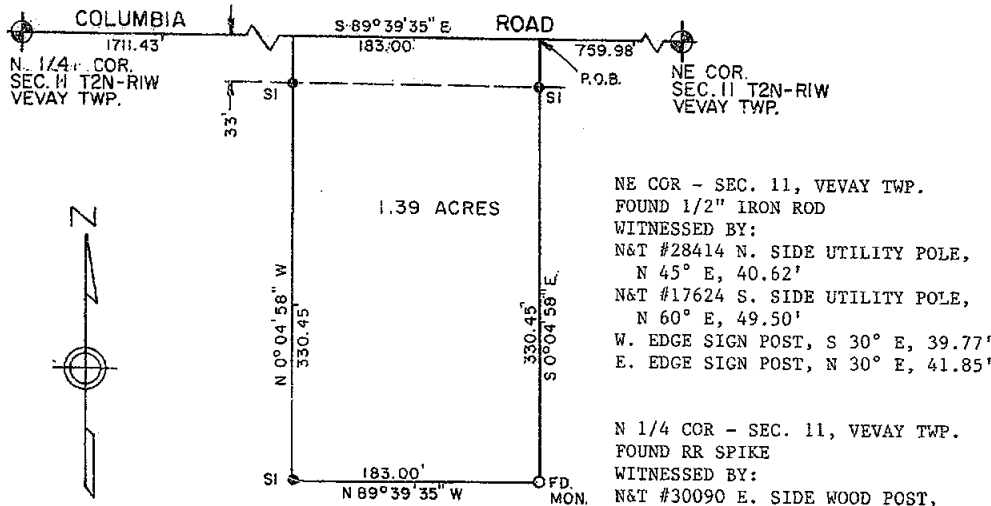 COLUMBIA
S 89°39'35" E
ROAD
1711.43'
183.00'
759.98'
N. 1/4 COR.
SEC. 11 T2N-R1W
VEVAY TWP.
P.O.B.
NE COR.
SEC. 11 T2N-R1W
VEVAY TWP.
SI
SI
33'
1.39 ACRES
N
N 0°04'58" W
330.45'
330.45'
S 0°04'58" E
SI
183.00'
N 89°39'35" W
FD.
MON.
NE COR - SEC. 11, VEVAY TWP.
FOUND 1/2" IRON ROD
WITNESSED BY:
N&T #28414 N. SIDE UTILITY POLE,
N 45° E, 40.62'
N&T #17624 S. SIDE UTILITY POLE,
N 60° E, 49.50'
W. EDGE SIGN POST, S 30° E, 39.77'
E. EDGE SIGN POST, N 30° E, 41.85'
N 1/4 COR - SEC. 11, VEVAY TWP.
FOUND RR SPIKE
WITNESSED BY:
N&T #30090 E. SIDE WOOD POST,